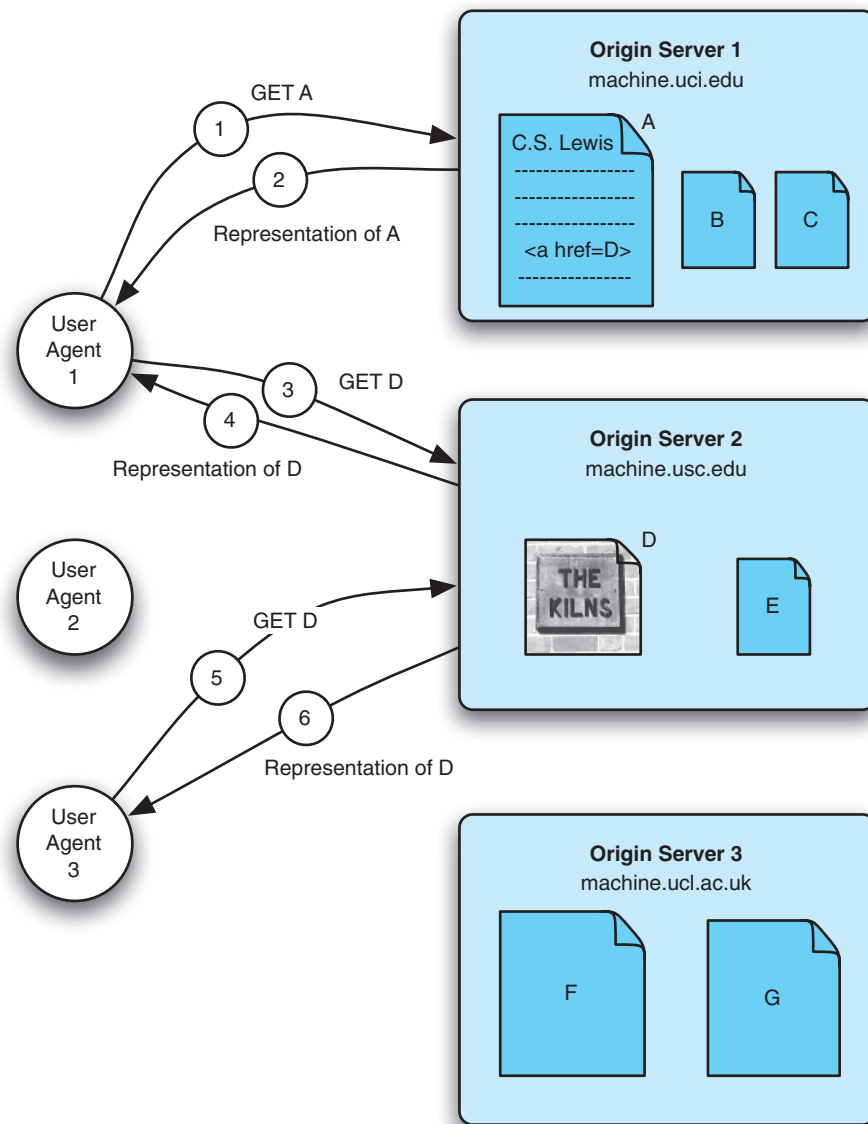 Origin Server 1
machine.uci.edu
GET A
1
A
C.S. Lewis
--------------
--------------
--------------
<a href=D>
--------------
B
C
2
Representation of A
User
Agent
1
3
GET D
4
Representation of D
Origin Server 2
machine.usc.edu
D
THE
KILNS
E
User
Agent
2
GET D
5
6
Representation of D
User
Agent
3
Origin Server 3
machine.ucl.ac.uk
F
G